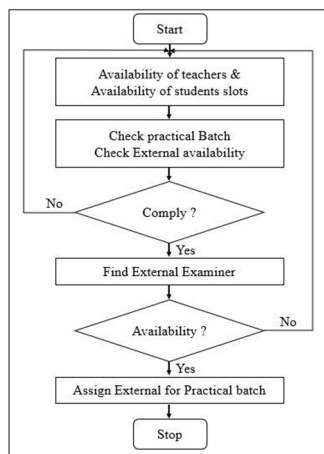 Start
Availability of teachers &
Availability of students slots
Check practical Batch
Check External availability
No
Comply ?
Yes
Find External Examiner
Availability ?
No
Yes
Assign External for Practical batch
Stop